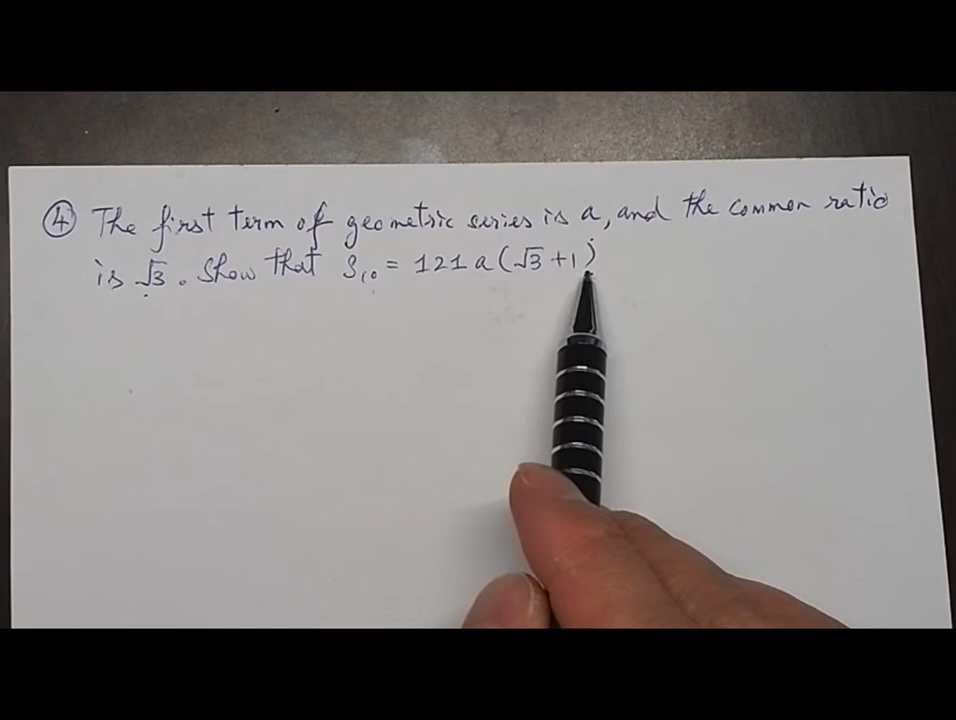 ④ The first term of geometric series is a, and the common ratio
is √3. Show that S₁₀ = 121a(√3+1)